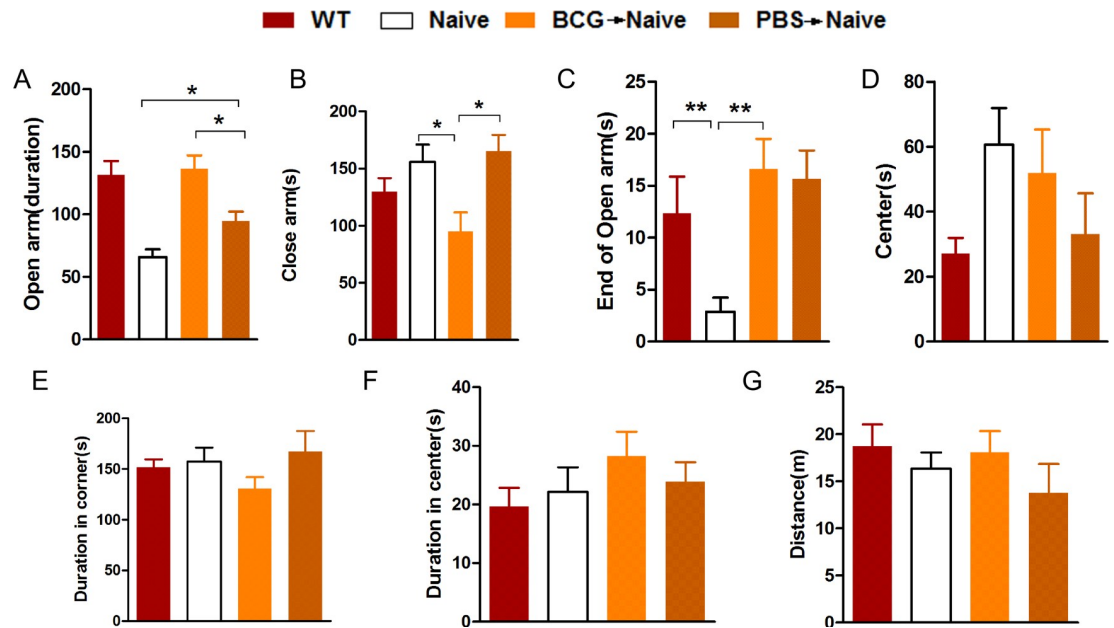 WT Naive BCG→Naive PBS→Naive
A
Open arm(duration)
200
150
100
50
0
*
*
B
Close arm(s)
200
150
100
50
0
*
*
C
End of Open arm(s)
25
20
15
10
5
0
**
**
D
Center(s)
80
60
40
20
0
E
Duration in corner(s)
200
150
100
50
0
F
Duration in center(s)
40
30
20
10
0
G
Distance(m)
25
20
15
10
5
0